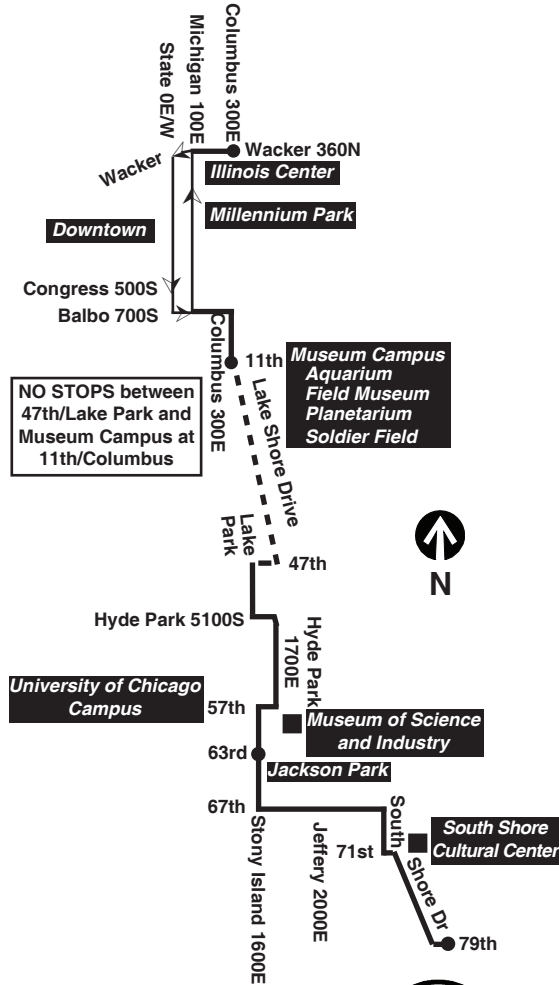 Columbus 300E
Michigan 100E
State 0E/W
Wacker 360N
Wacker
Illinois Center
Millennium Park
Downtown
Congress 500S
Balbo 700S
Columbus 300E
11th
Museum Campus
Aquarium
Field Museum
Planetarium
Soldier Field
NO STOPS between
47th/Lake Park and
Museum Campus at
11th/Columbus
Lake Shore Drive
Lake
Park
47th
N
Hyde Park 5100S
Hyde Park
1700E
University of Chicago
Campus
57th
Museum of Science
and Industry
63rd
Jackson Park
67th
Stony Island 1600E
Jeffery 2000E
South Shore Dr
71st
South Shore
Cultural Center
79th